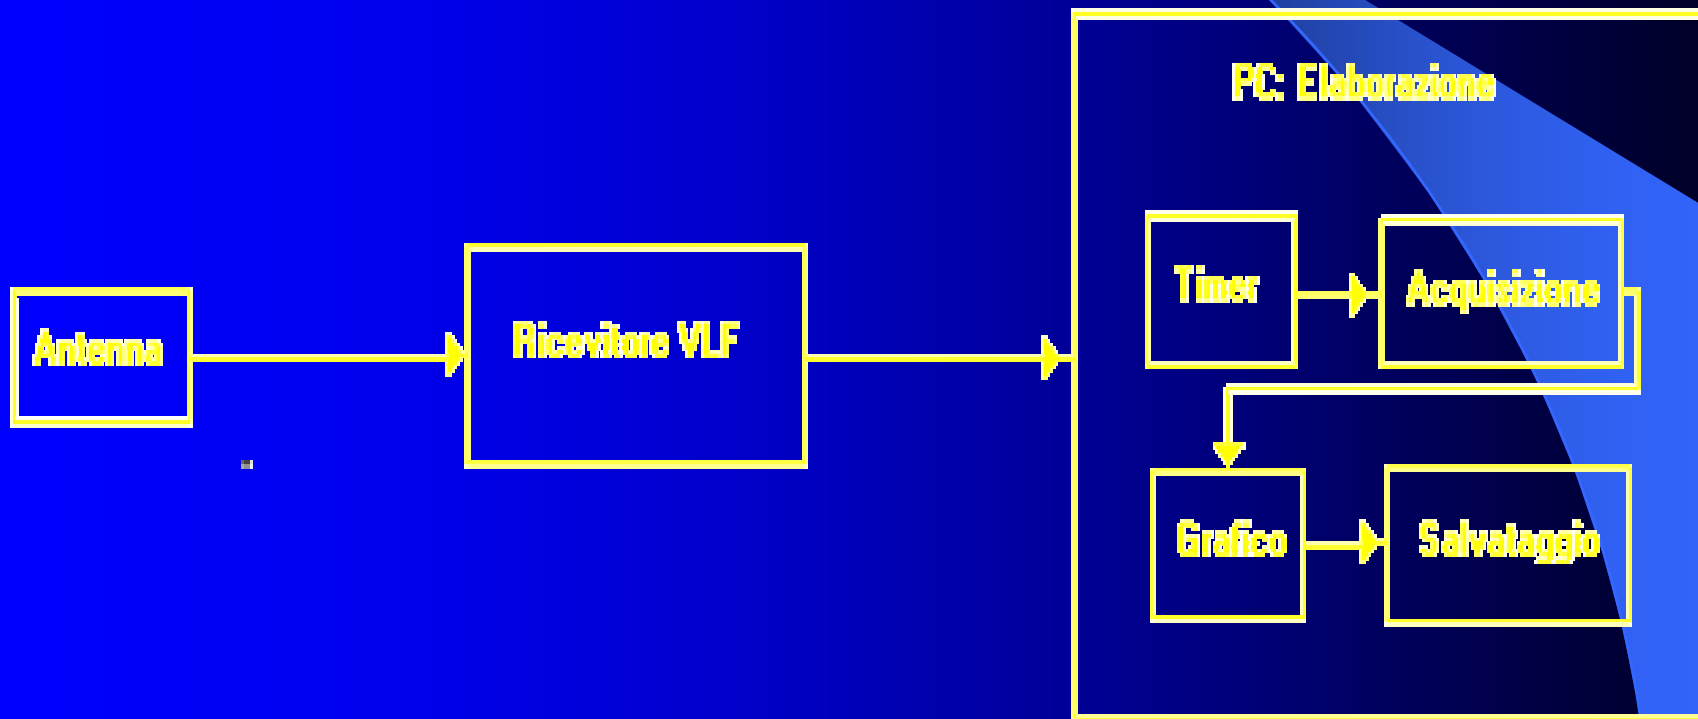 PC: Elaborazione
Timer
Acquisizione
Antenna
Ricevitore VLF
Grafico
Salvataggio